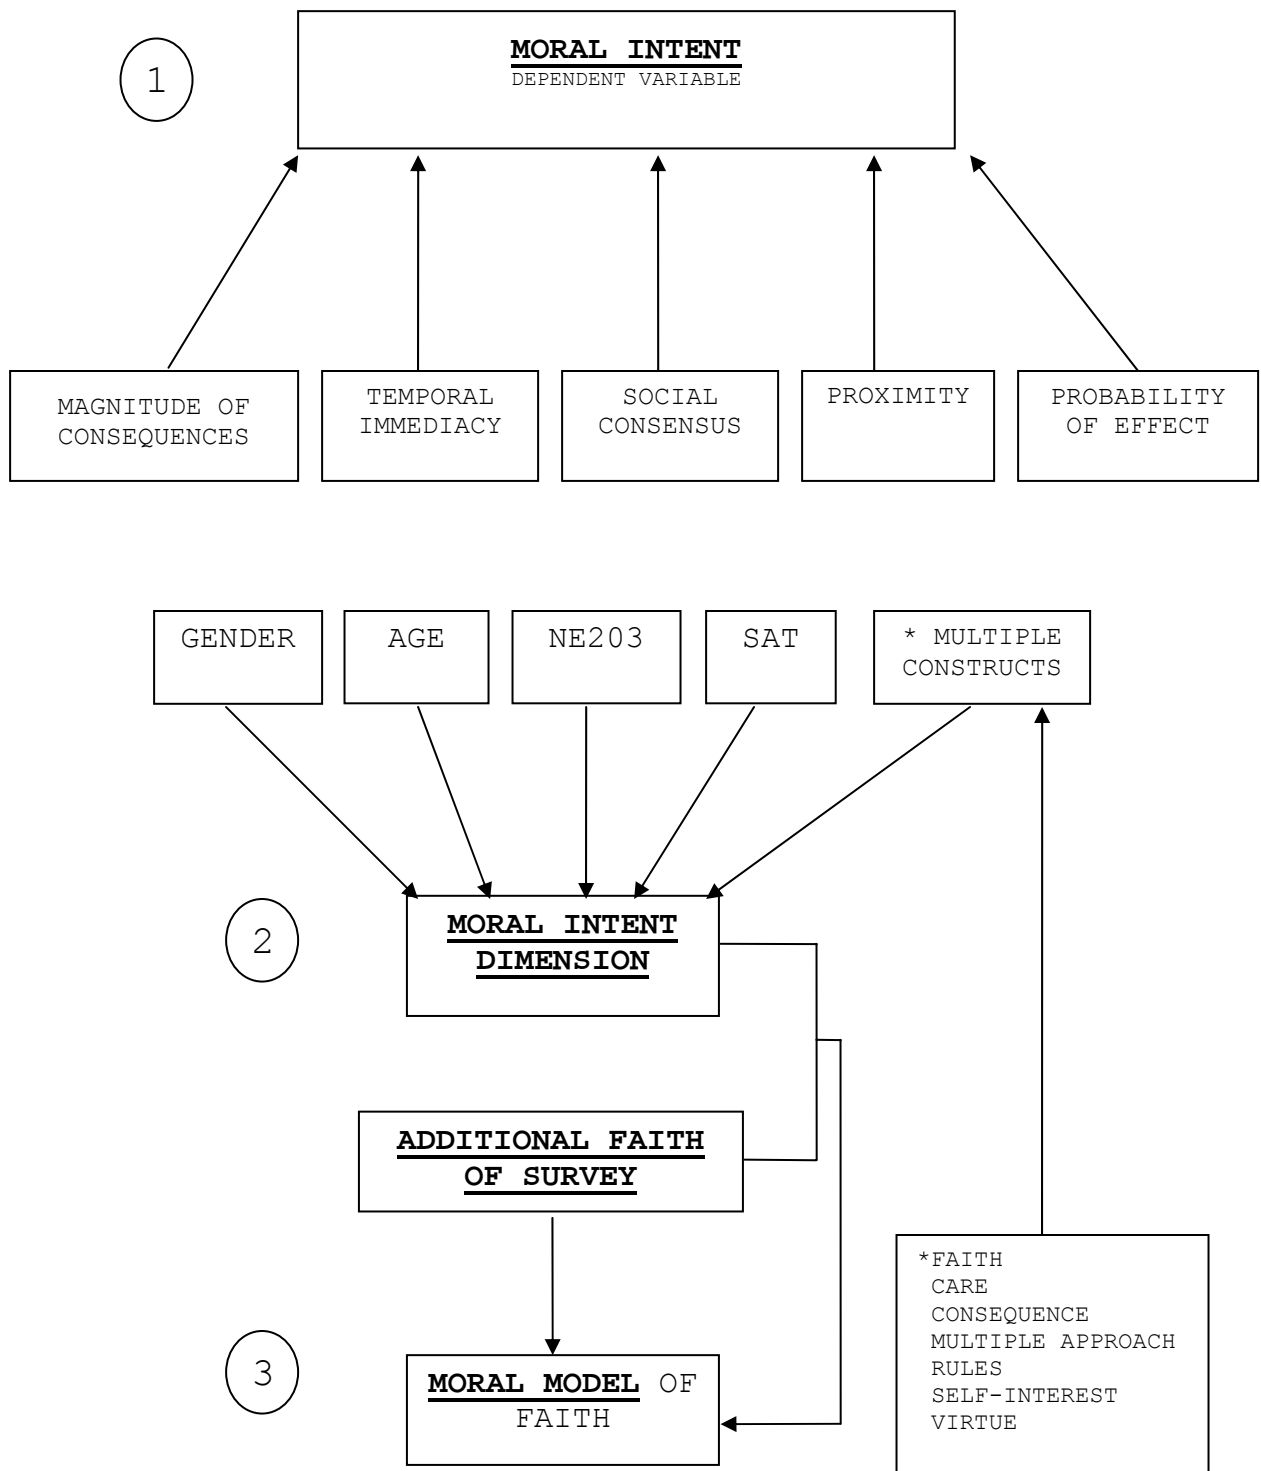 1
MORAL INTENT
DEPENDENT VARIABLE
MAGNITUDE OF
CONSEQUENCES
TEMPORAL
IMMEDIACY
SOCIAL
CONSENSUS
PROXIMITY
PROBABILITY
OF EFFECT
GENDER
AGE
NE203
SAT
* MULTIPLE
CONSTRUCTS
2
MORAL INTENT
DIMENSION
ADDITIONAL FAITH
OF SURVEY
3
MORAL MODEL OF
FAITH
*FAITH
CARE
CONSEQUENCE
MULTIPLE APPROACH
RULES
SELF-INTEREST
VIRTUE